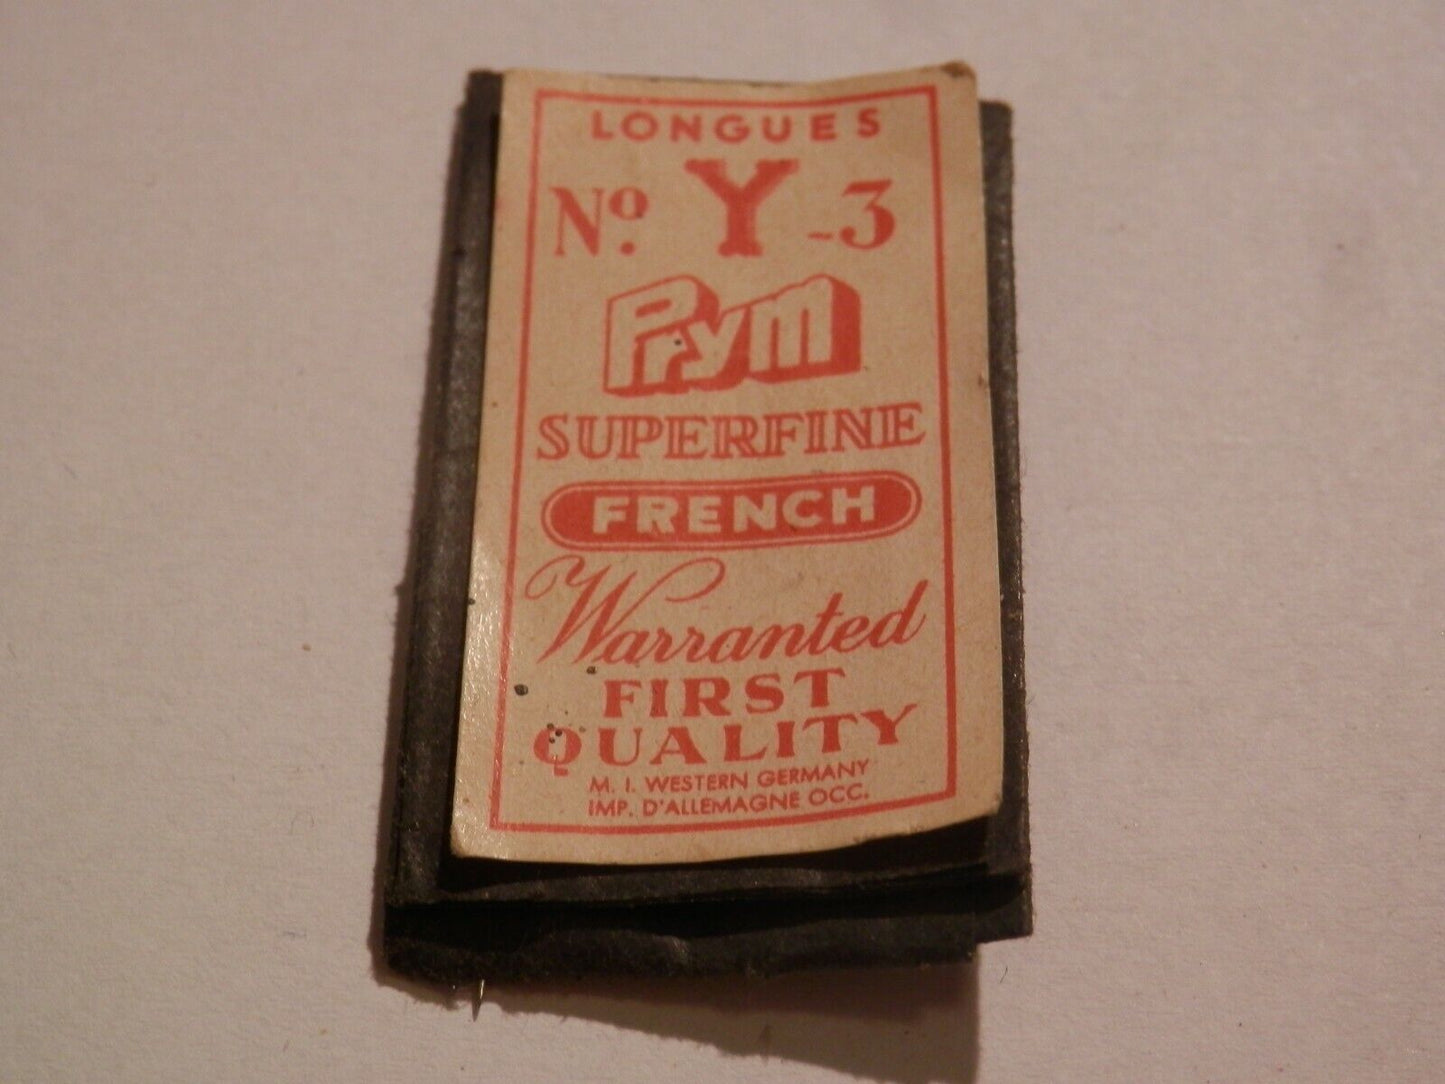 LONGUES
Nº. Y-3
Prym
SUPERFINE
FRENCH
Warranted
FIRST
QUALITY
M. I. WESTERN GERMANY
IMP. D'ALLEMAGNE OCC.